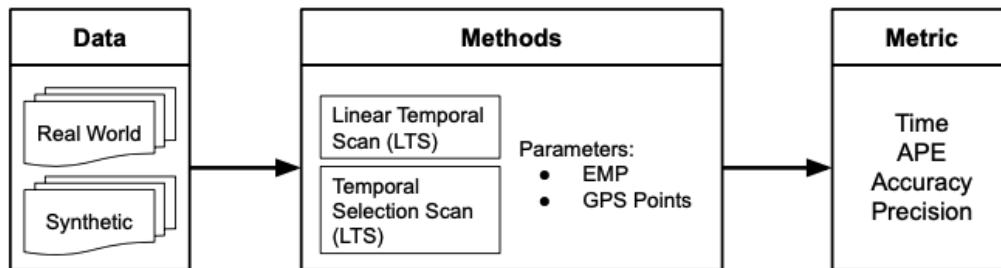 Data
Real World
Synthetic
Methods
Linear Temporal
Scan (LTS)
Temporal
Selection Scan
(LTS)
Parameters:
● EMP
● GPS Points
Metric
Time
APE
Accuracy
Precision